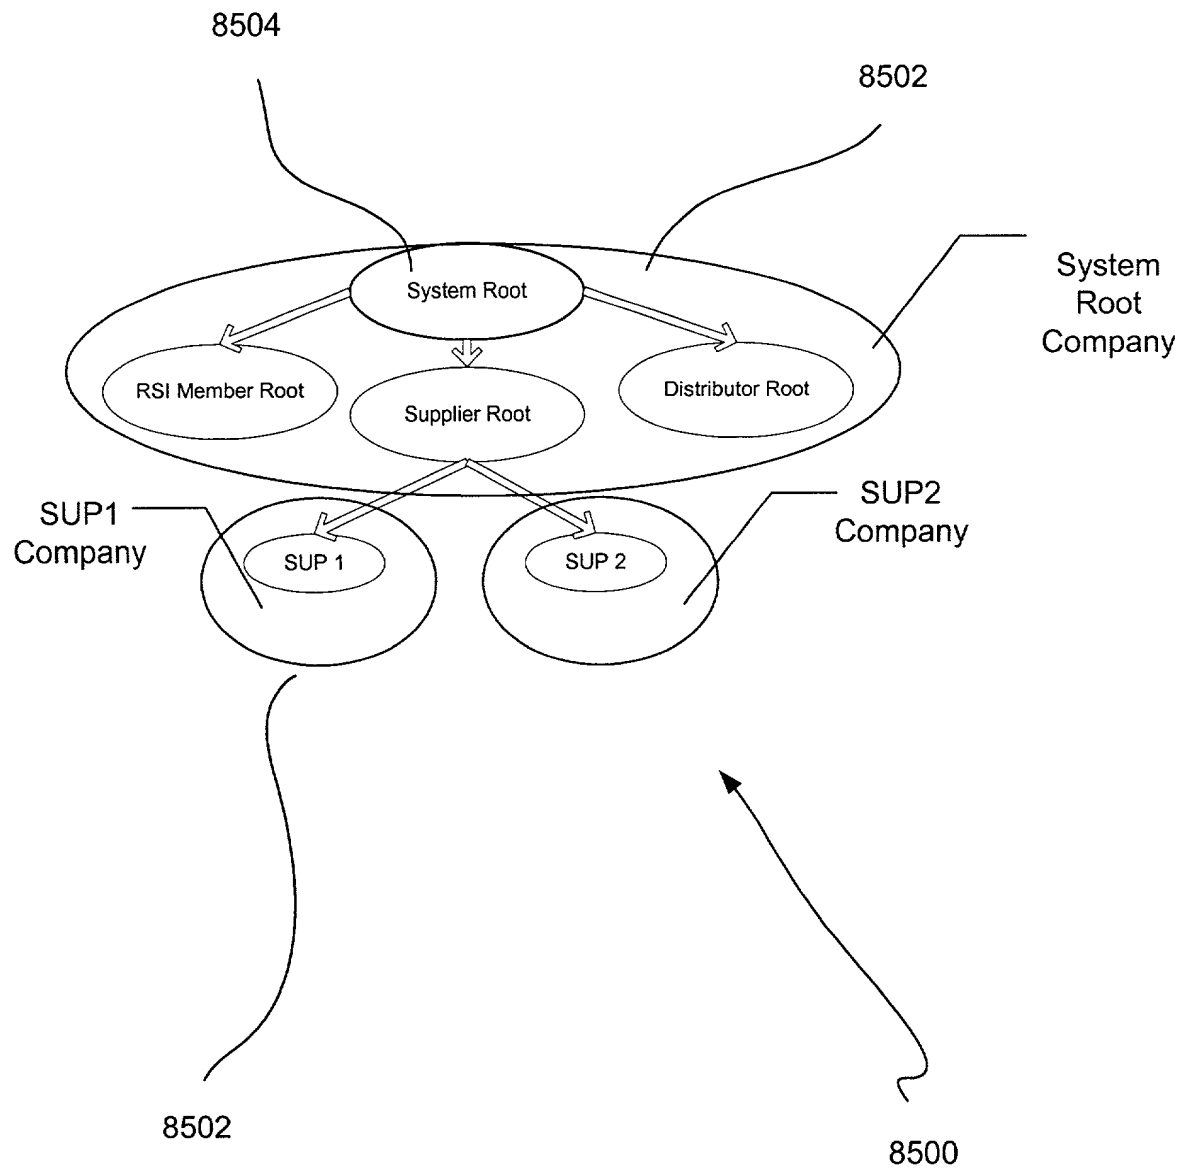 8504
8502
System
Root
Company
System Root
RSI Member Root
Supplier Root
Distributor Root
SUP1
Company
SUP2
Company
SUP 1
SUP 2
8502
8500